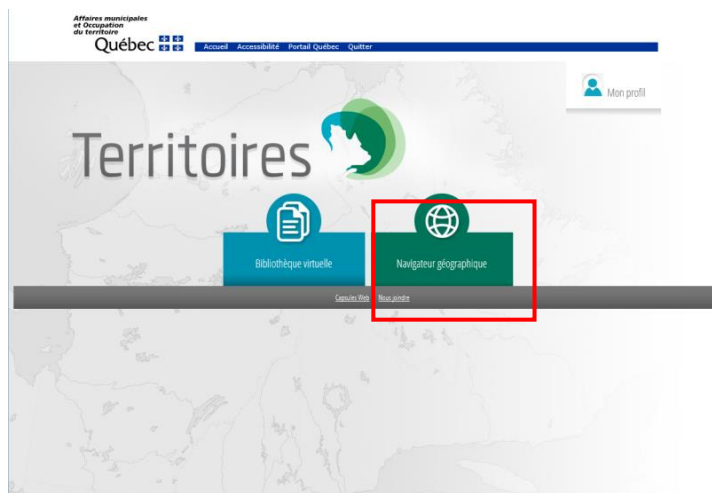 Affaires municipales
et Occupation
du territoire
Québec
Accueil Accessibilité Portail Québec Quitter
Mon profil
Territoires
Bibliothèque virtuelle
Navigateur géographique
Capsules Web Nous joindre